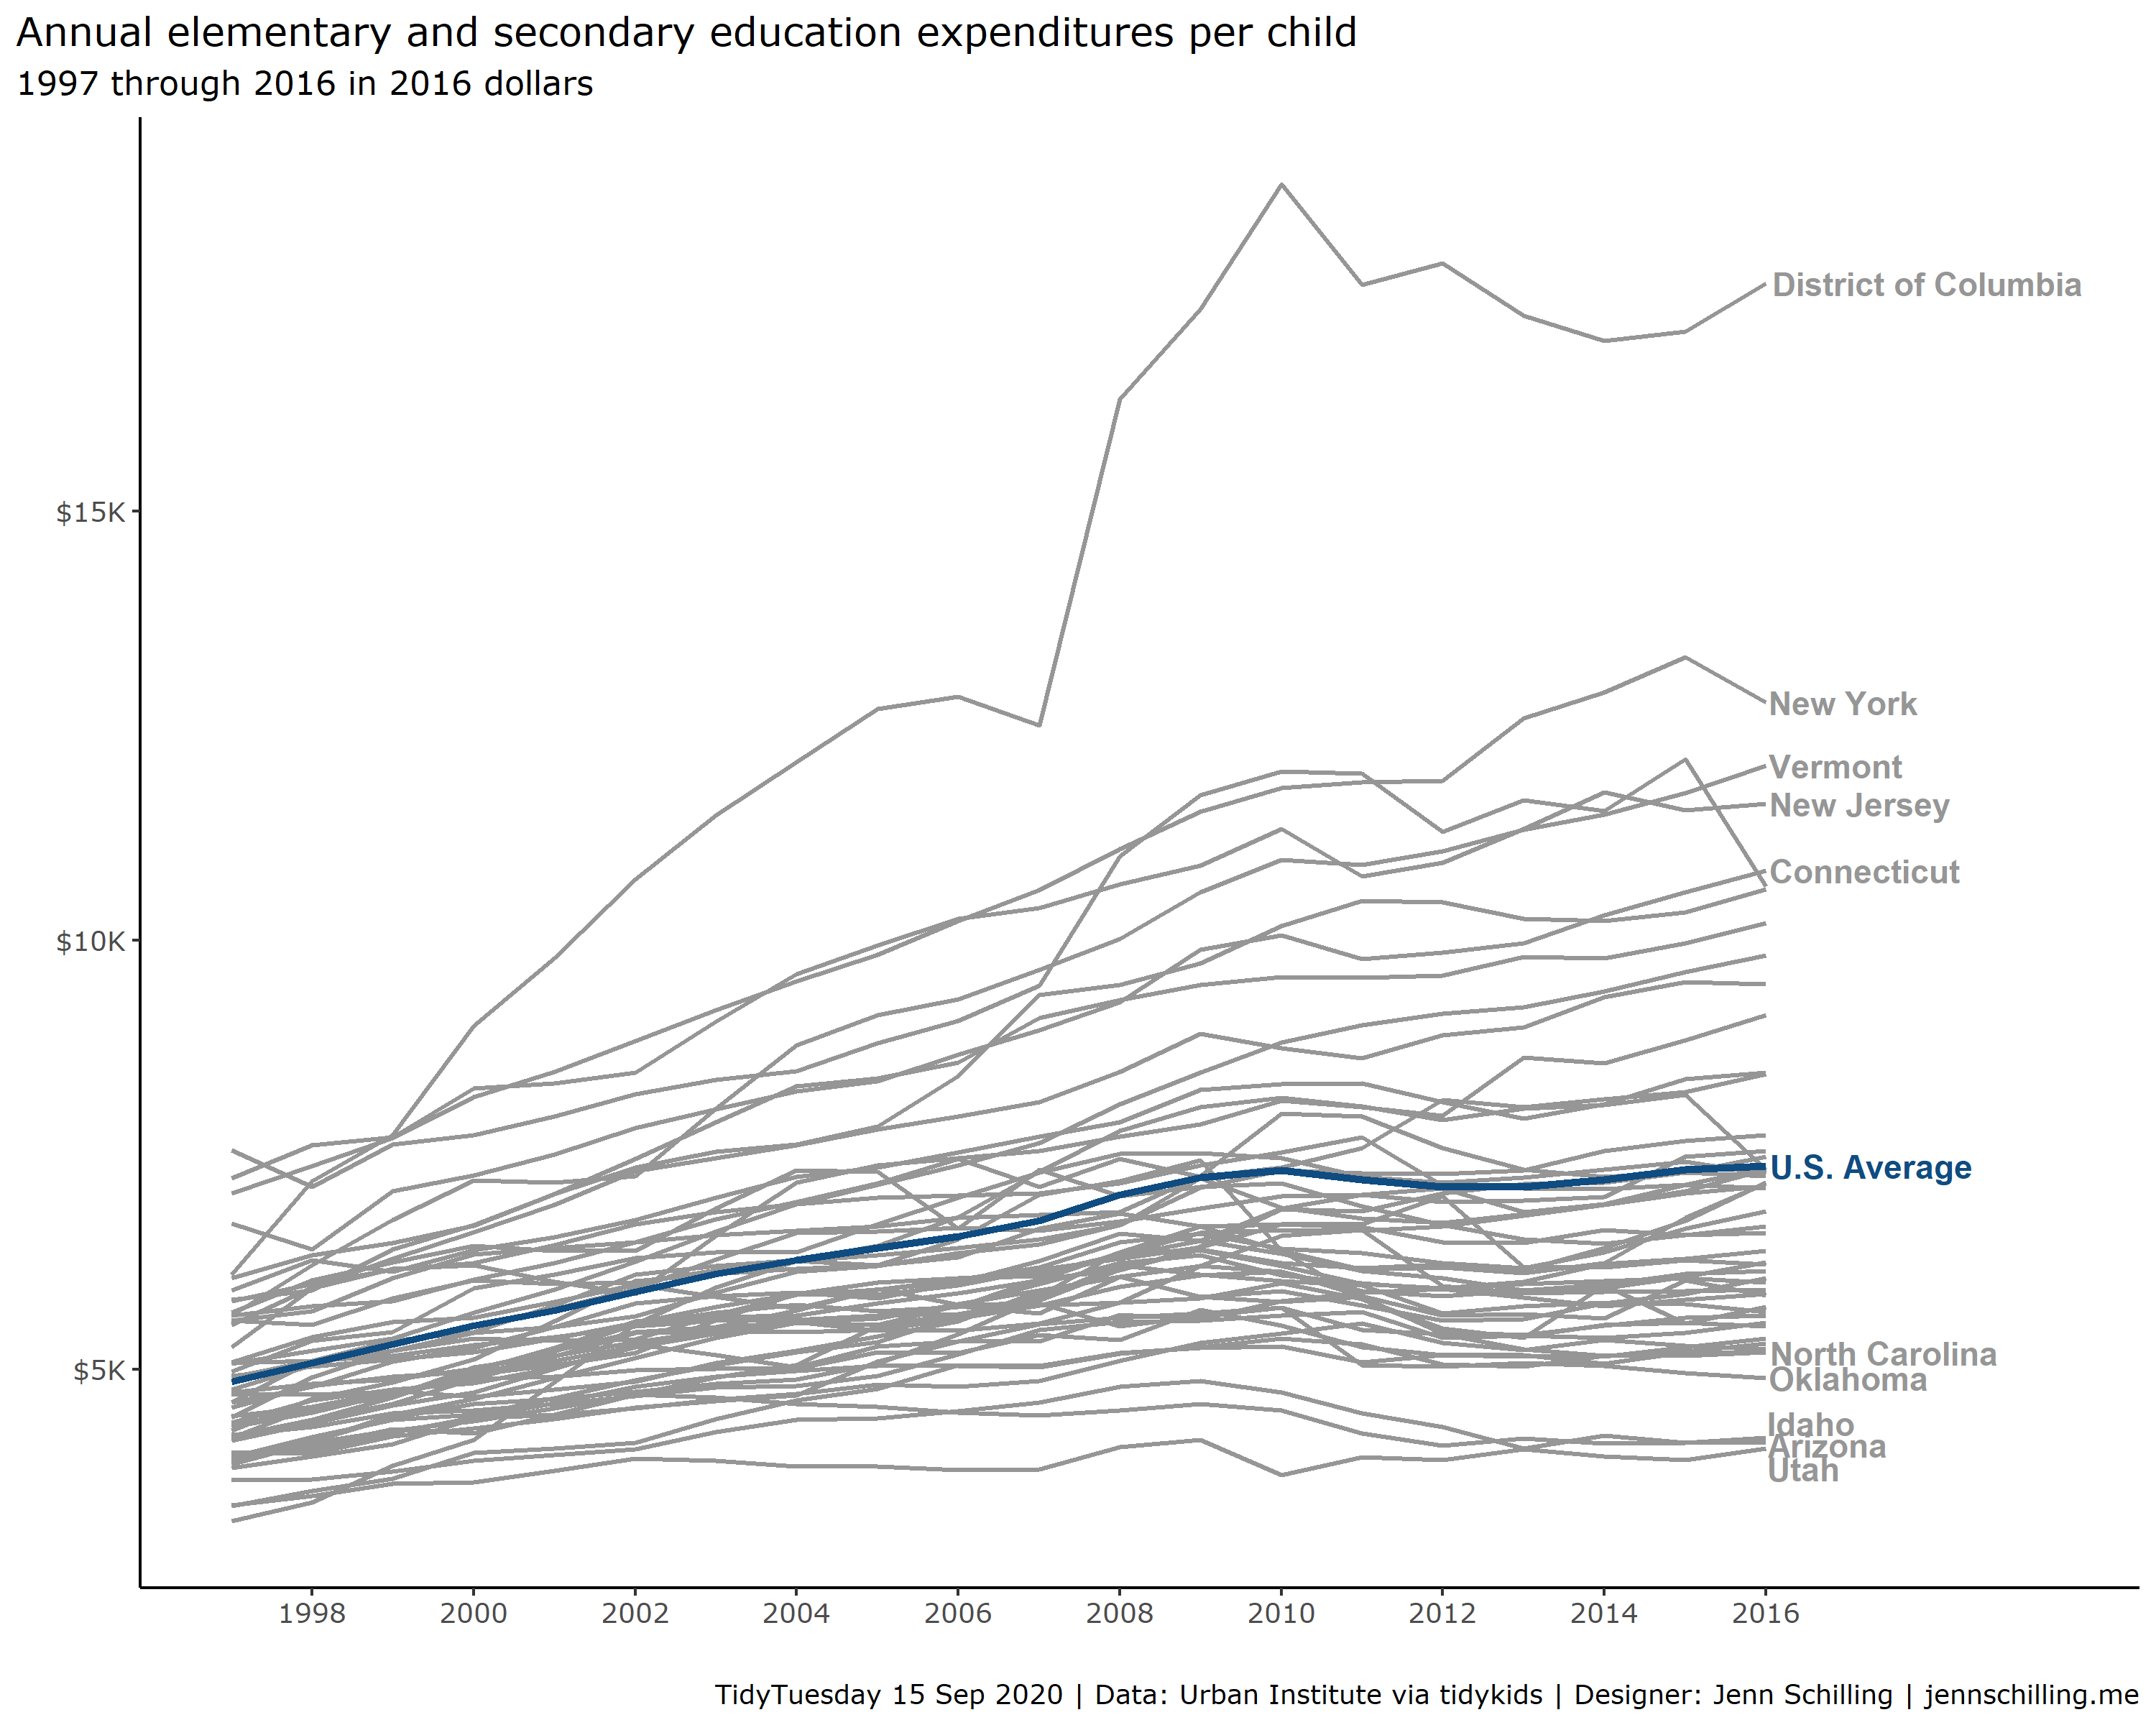 Annual elementary and secondary education expenditures per child
1997 through 2016 in 2016 dollars
District of Columbia
$15K
New York
Vermont
New Jersey
Connecticut
$10K
U.S. Average
North Carolina
$5K
Oklahoma
Idaho
Arizona
Utah
1998 2000 2002 2004 2006 2008 2010 2012 2014 2016
TidyTuesday 15 Sep 2020 | Data: Urban Institute via tidykids | Designer: Jenn Schilling | jennschilling.me